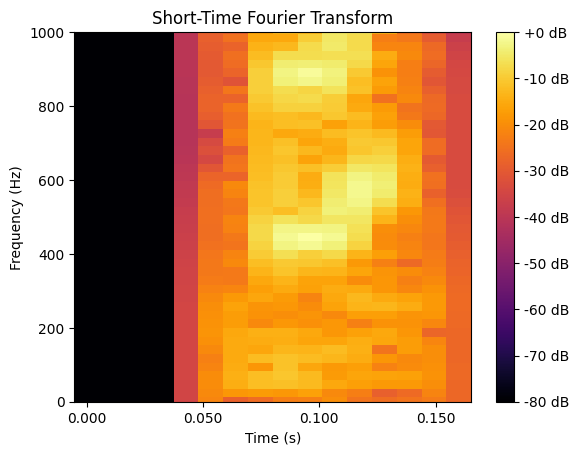 Short-Time Fourier Transform
1000
800
600
400
200
0
Frequency (Hz)
0.000
0.050
0.100
0.150
Time (s)
+0 dB
-10 dB
-20 dB
-30 dB
-40 dB
-50 dB
-60 dB
-70 dB
-80 dB